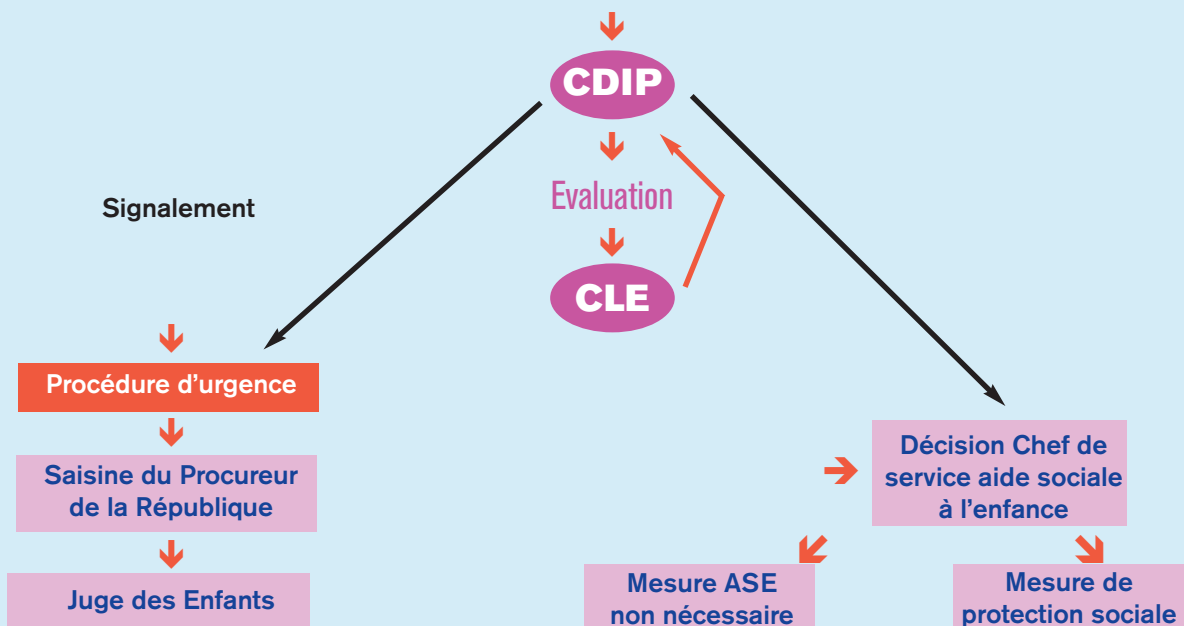 CDIP
Evaluation
Signalement
CLE
Procédure d’urgence
Saisine du Procureur
de la République
Juge des Enfants
Décision Chef de
service aide sociale
à l’enfance
Mesure ASE
non nécessaire
Mesure de
protection sociale